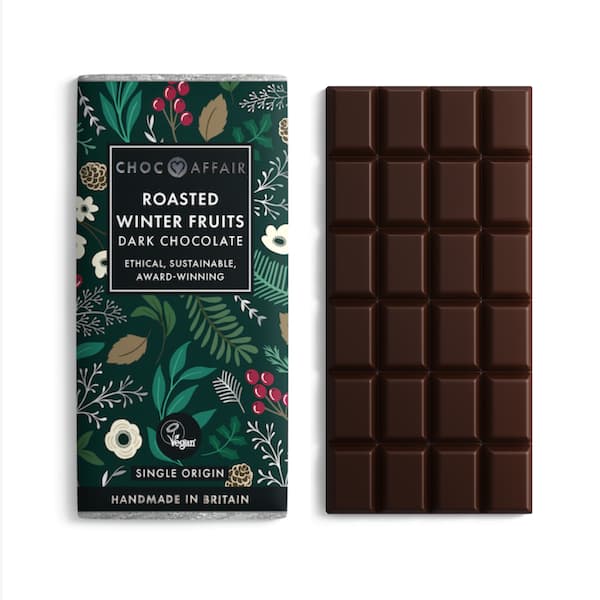 CHOC AFFAIR
ROASTED
WINTER FRUITS
DARK CHOCOLATE
ETHICAL, SUSTAINABLE,
AWARD-WINNING
Vegan
SINGLE ORIGIN
HANDMADE IN BRITAIN